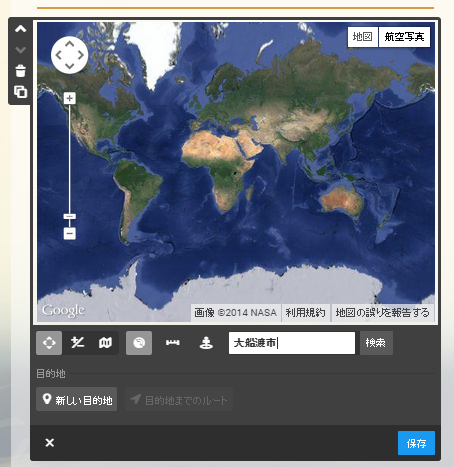 地図 航空写真
Google 画像 ©2014 NASA 利用規約 地図の誤りを報告する
大船渡市 検索
目的地
新しい目的地 目的地までのルート
保存